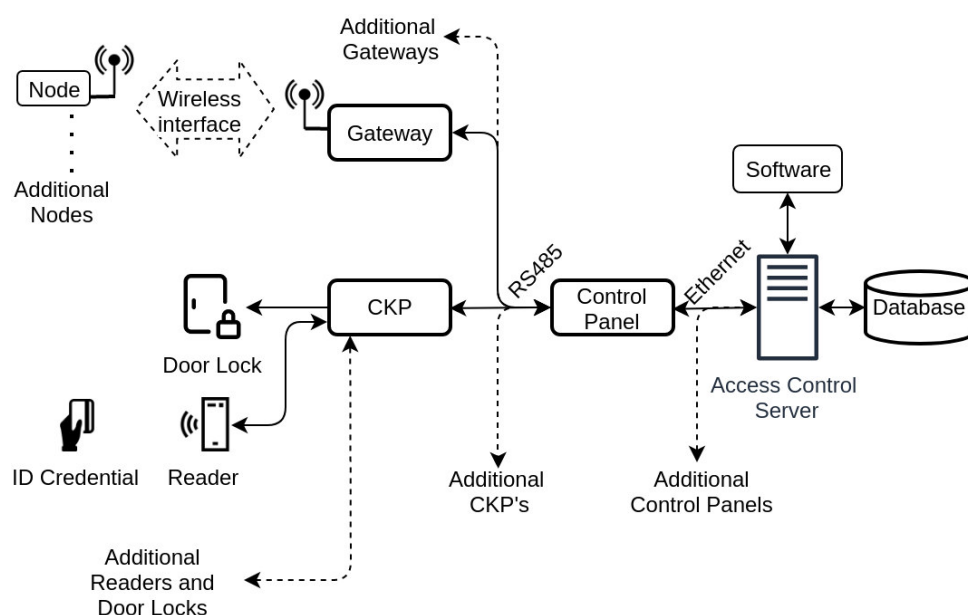 Additional
Gateways
Node
Wireless
interface
Gateway
Additional
Nodes
Software
RS485
Ethernet
CKP
Control
Panel
Database
Door Lock
Access Control
Server
ID Credential
Reader
Additional
CKP's
Additional
Control Panels
Additional
Readers and
Door Locks